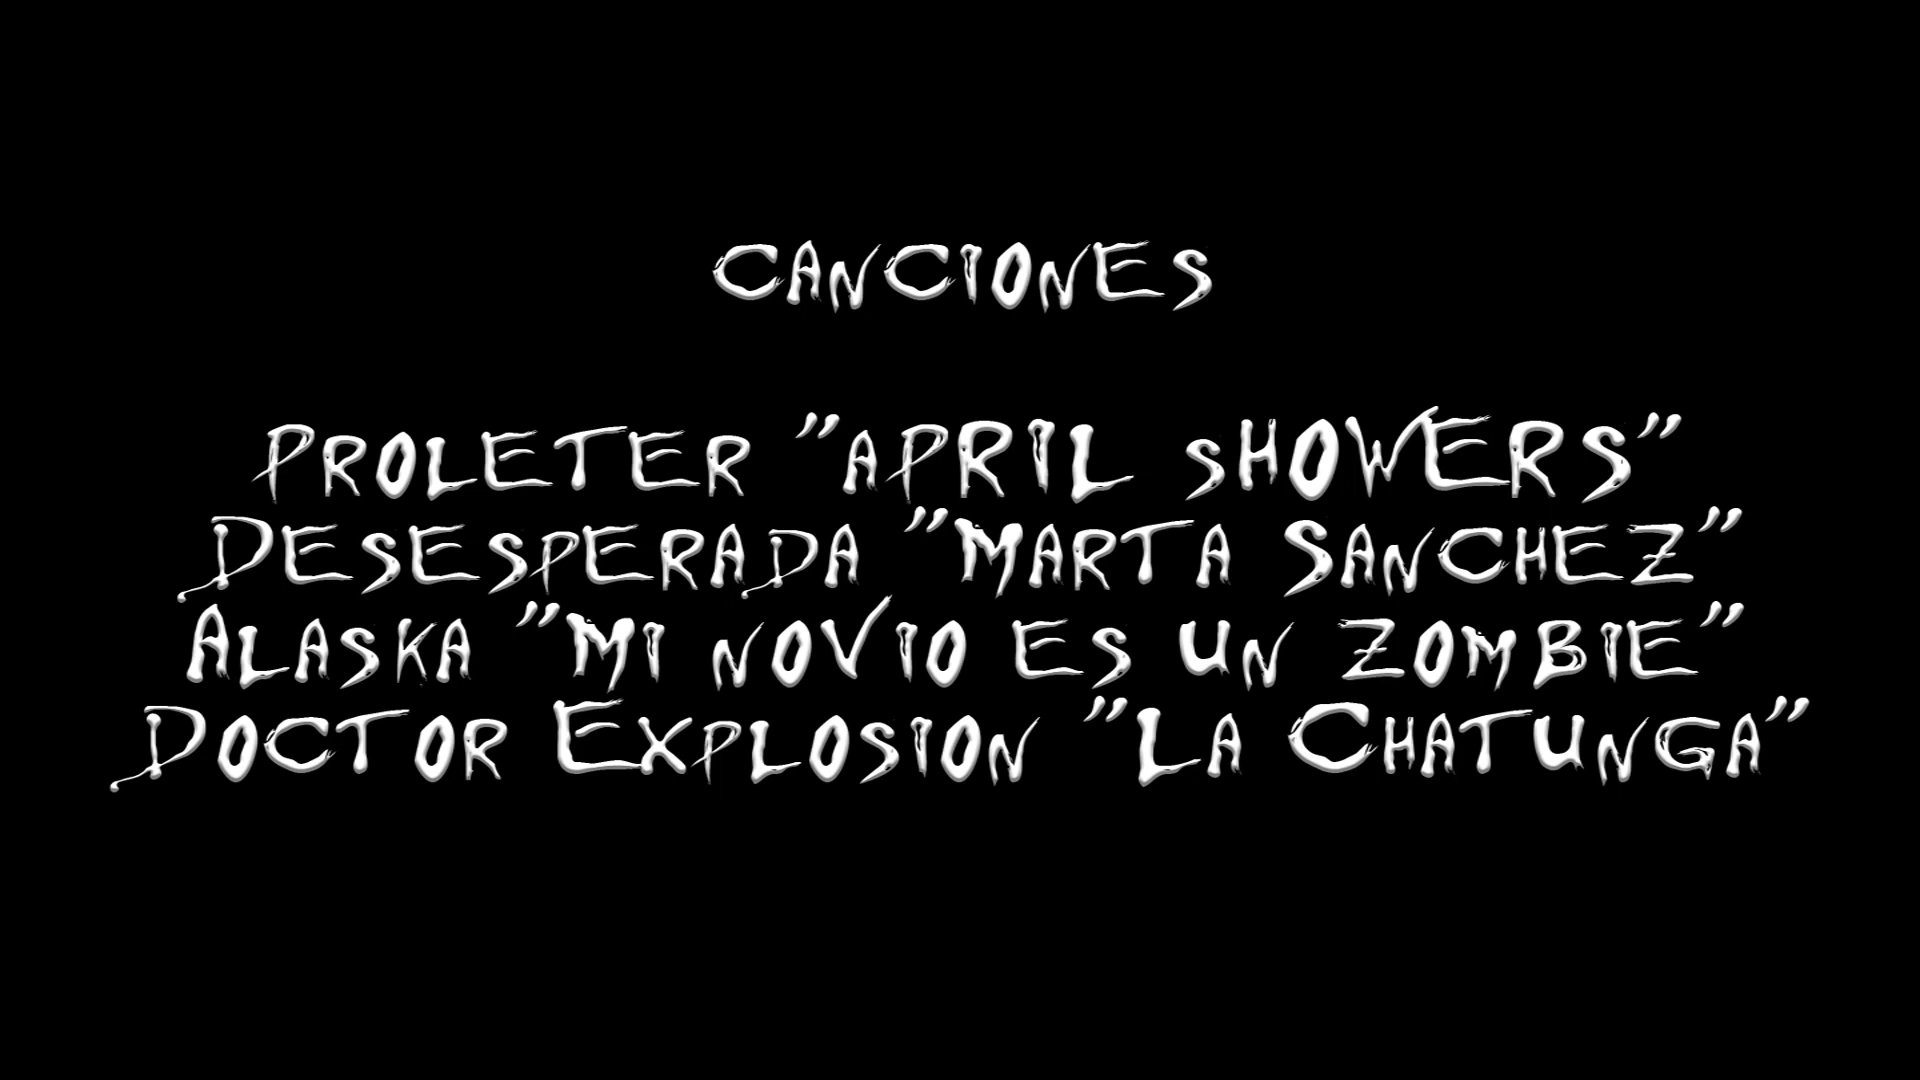 CANCIONES
PROLETER "APRIL SHOWERS"
DESESPERADA "MARTA SANCHEZ"
ALASKA "MI NOVIO ES UN ZOMBIE"
DOCTOR EXPLOSION "LA CHATUNGA"